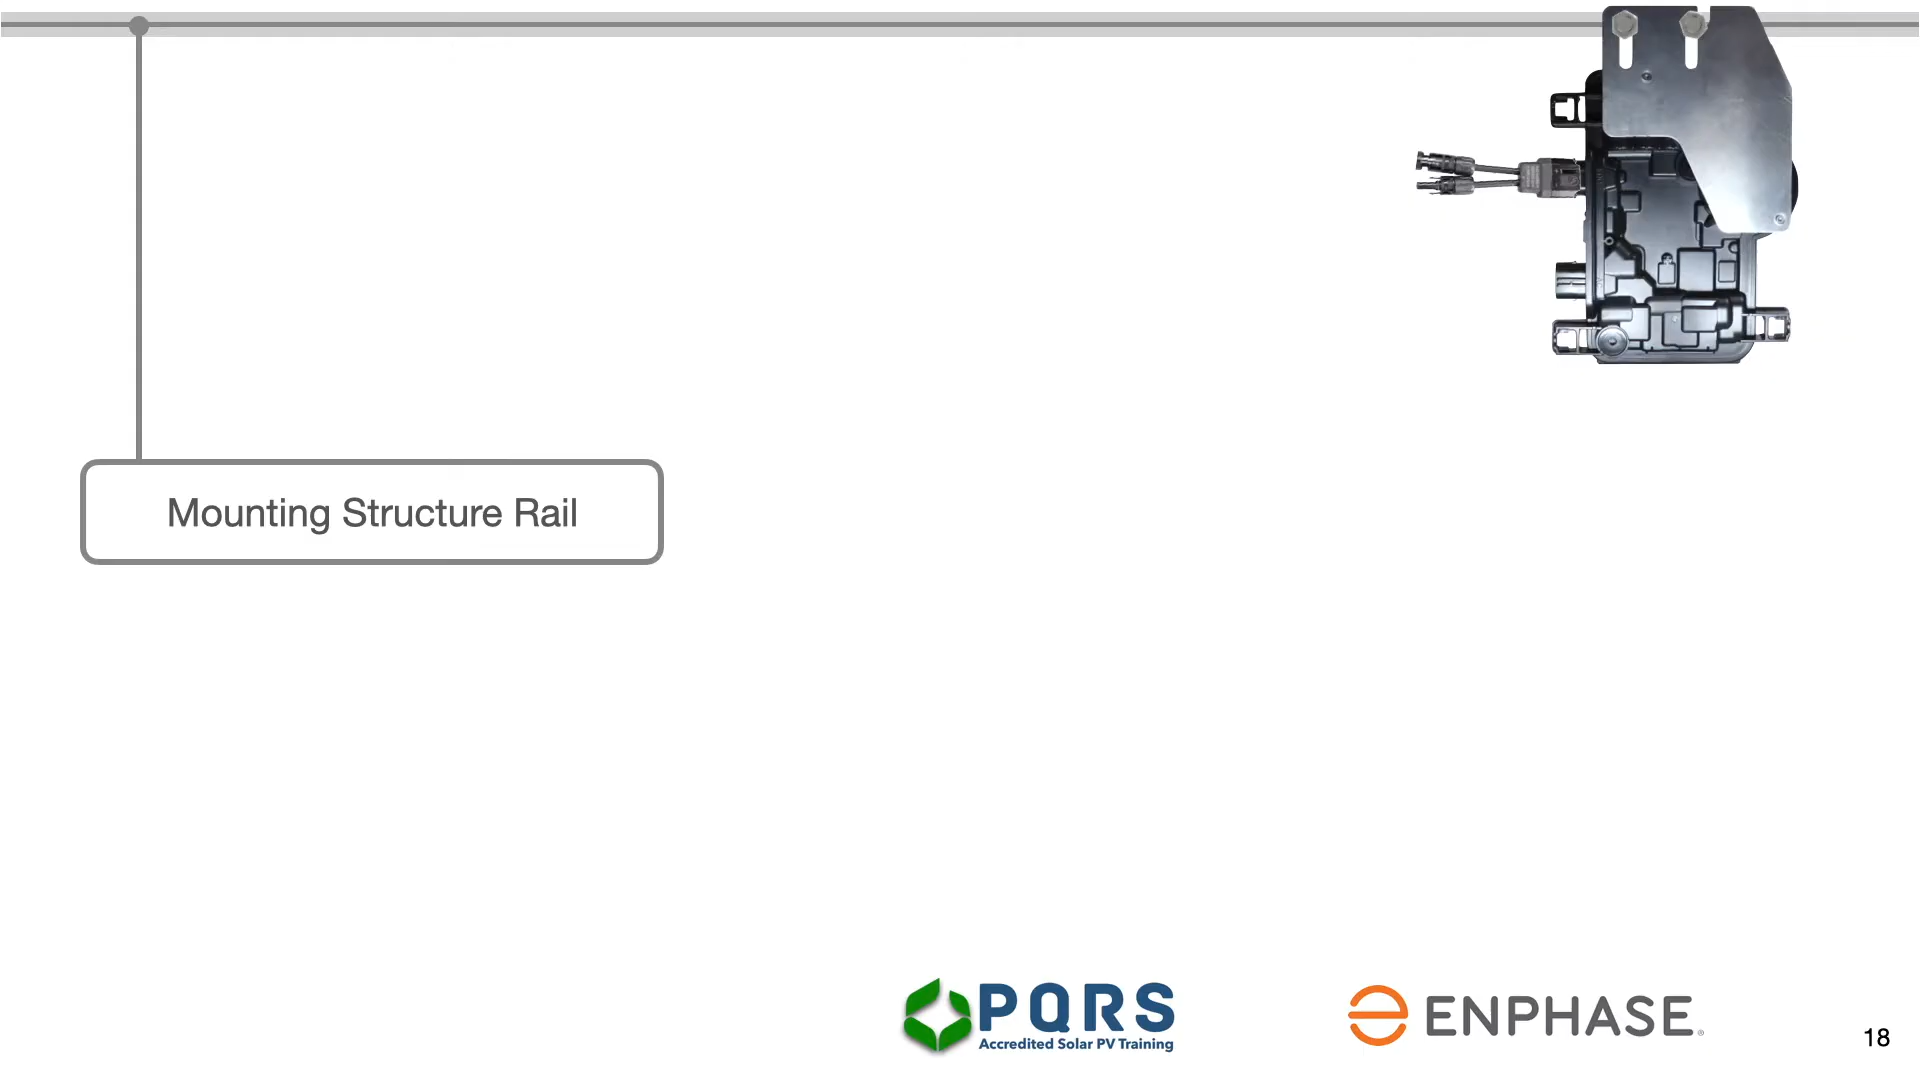 Mounting Structure Rail
PQRS
Accredited Solar PV Training
ENPHASE
18